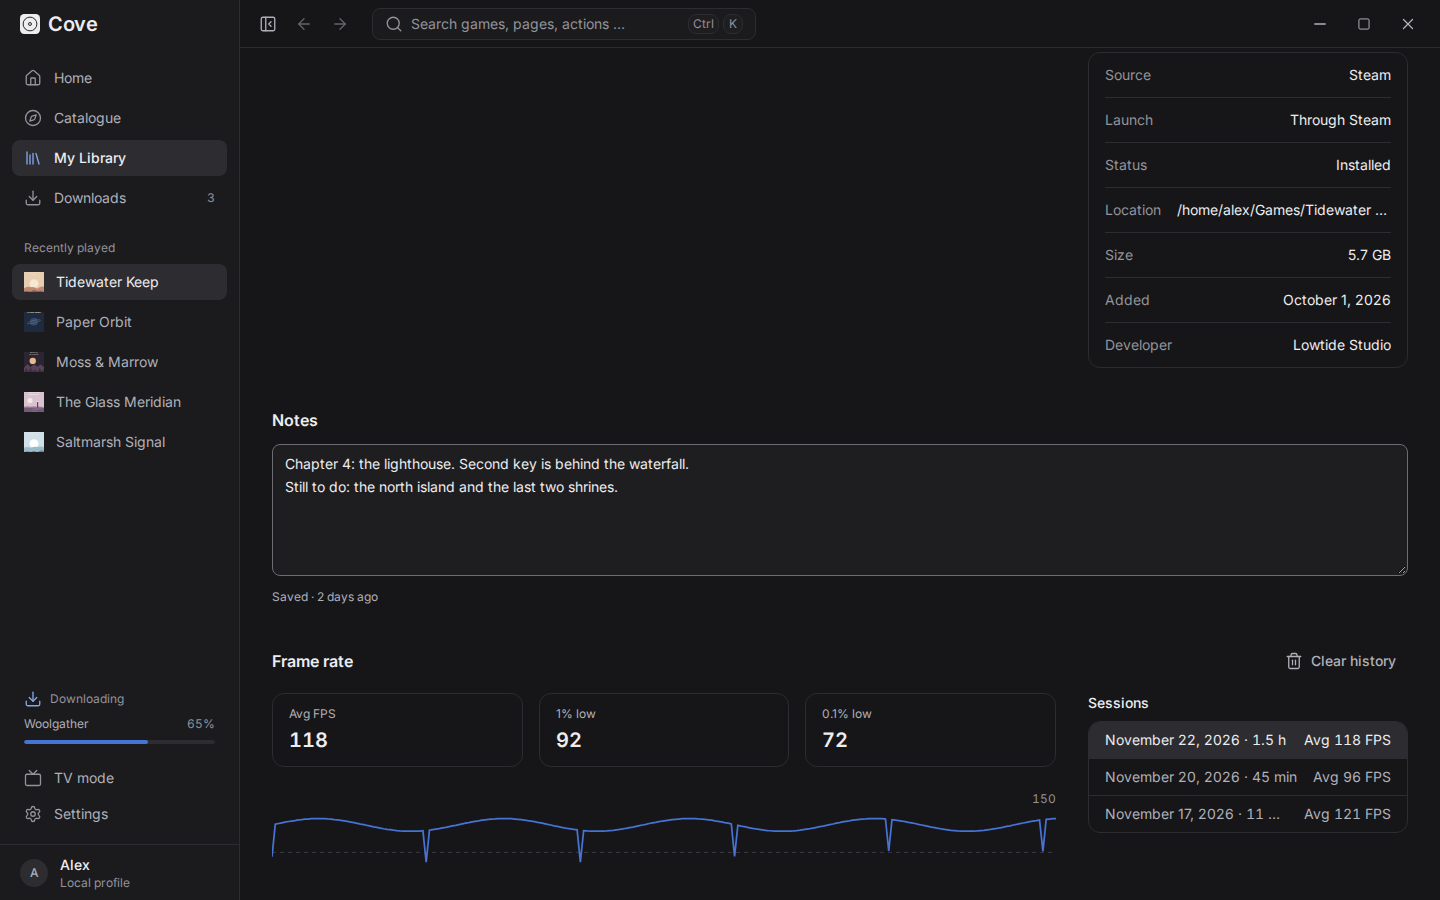 Cove
Search games, pages, actions ...
Ctrl
K
Home
Catalogue
My Library
Downloads
3
Recently played
Tidewater Keep
Paper Orbit
Moss & Marrow
The Glass Meridian
Saltmarsh Signal
Downloading
Woolgather
65%
TV mode
Settings
A
Alex
Local profile
Source
Steam
Launch
Through Steam
Status
Installed
Location
/home/alex/Games/Tidewater ...
Size
5.7 GB
Added
October 1, 2026
Developer
Lowtide Studio
Notes
Chapter 4: the lighthouse. Second key is behind the waterfall.
Still to do: the north island and the last two shrines.
Saved · 2 days ago
Frame rate
Clear history
Avg FPS
118
1% low
92
0.1% low
72
150
Sessions
November 22, 2026 · 1.5 h
Avg 118 FPS
November 20, 2026 · 45 min
Avg 96 FPS
November 17, 2026 · 11 ...
Avg 121 FPS